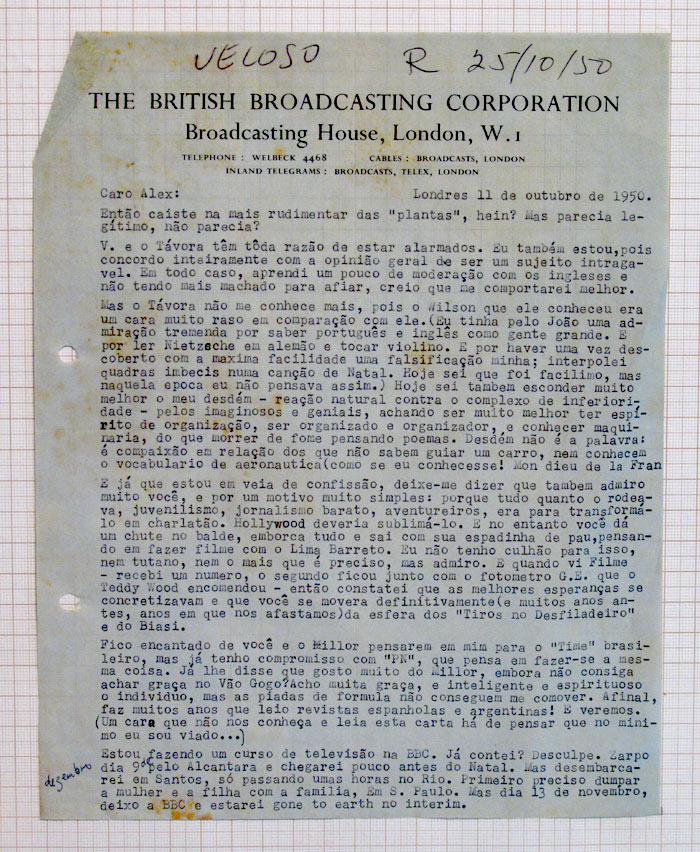 VELOSO R 25/10/50
THE BRITISH BROADCASTING CORPORATION
Broadcasting House, London, W.1
TELEPHONE : WELBECK 4468 CABLES : BROADCASTS, LONDON
INLAND TELEGRAMS : BROADCASTS, TELEX, LONDON
Caro Alex: Londres 11 de outubro de 1950.
Então caiste na mais rudimentar das "plantas", hein? Mas parecia le-
gítimo, não parecia?
V. e o Távora têm tôda razão de estar alarmados. Eu também estou,pois
concordo inteiramente com a opinião geral de ser um sujeito intraga-
vel. Em todo caso, aprendi um pouco de moderação com os ingleses e
não tendo mais machado para afiar, creio que me comportarei melhor.
Mas o Távora não me conhece mais, pois o Wilson que ele conheceu era
um cara muito raso em comparação com ele.(Eu tinha pelo João uma ad-
miração tremenda por saber português e inglês como gente grande. E
por ler Nietzsche em alemão e tocar violino. E por haver uma vez des-
coberto com a maxima facilidade uma falsificação minha: interpolei
quadras imbecis numa canção de Natal. Hoje sei que foi facilimo, mas
naquela epoca eu não pensava assim.) Hoje sei tambem esconder muito
melhor o meu desdém - reação natural contra o complexo de inferiori-
dade - pelos imaginosos e geniais, achando ser muito melhor ter espí-
rito de organização, ser organizado e organizador, e conhecer maqui-
naria, do que morrer de fome pensando poemas. Desdém não é a palavra:
é compaixão em relação dos que não sabem guiar um carro, nem conhecem
o vocabulario de aeronautica(como se eu conhecesse! Mon dieu de la Fran
E já que estou em veia de confissão, deixe-me dizer que tambem admiro
muito você, e por um motivo muito simples: porque tudo quanto o rodea-
va, juvenilismo, jornalismo barato, aventureiros, era para transformá-
lo em charlatão. Hollywood deveria sublimá-lo. E no entanto você dá
um chute no balde, emborca tudo e sai com sua espadinha de pau,pensan-
do em fazer filme com o Lima Barreto. Eu não tenho culhão para isso,
nem tutano, nem o mais que é preciso, mas admiro. E quando vi Filme
- recebi um numero, o segundo ficou junto com o fotometro G.E. que o
Teddy Wood encomendou - então constatei que as melhores esperanças se
concretizavam e que você se movera definitivamente(e muitos anos an-
tes, anos em que nos afastamos)da esfera dos "Tiros no Desfiladeiro"
e do Biasi.
Fico encantado de você e o Millor pensarem em mim para o "Time" brasi-
leiro, mas já tenho compromisso com "PN", que pensa em fazer-se a mes-
ma coisa. Já lhe disse que gosto muito do Millor, embora não consiga
achar graça no Vão Gogo?Acho muita graça, e inteligente e espirituoso
o individuo, mas as piadas de formula não conseguem me comover. Afinal,
faz muitos anos que leio revistas espanholas e argentinas! E veremos.
(Um cara que não nos conheça e leia esta carta há de pensar que no mini-
mo eu sou viado...)
Estou fazendo um curso de televisão na BBC. Já contei? Desculpe. Zarpo
dezembro
dia 9 de pelo Alcantara e chegarei pouco antes do Natal. Mas desembarca-
rei em Santos, só passando umas horas no Rio. Primeiro preciso dumpar
a mulher e a filha com a familia, Em S. Paulo. Mas dia 13 de novembro,
deixo a BBC e estarei gone to earth no interim.